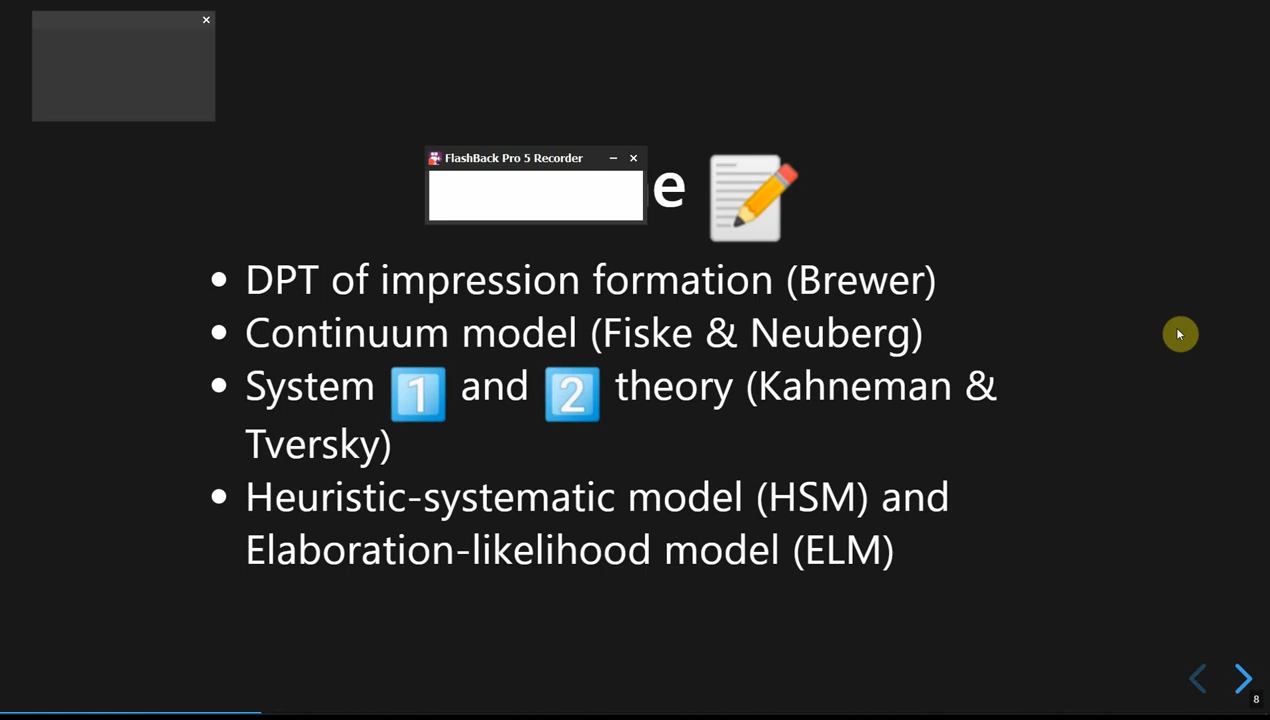 FlashBack Pro 5 Recorder
e
• DPT of impression formation (Brewer)
• Continuum model (Fiske & Neuberg)
• System 1 and 2 theory (Kahneman &
Tversky)
• Heuristic-systematic model (HSM) and
Elaboration-likelihood model (ELM)
8